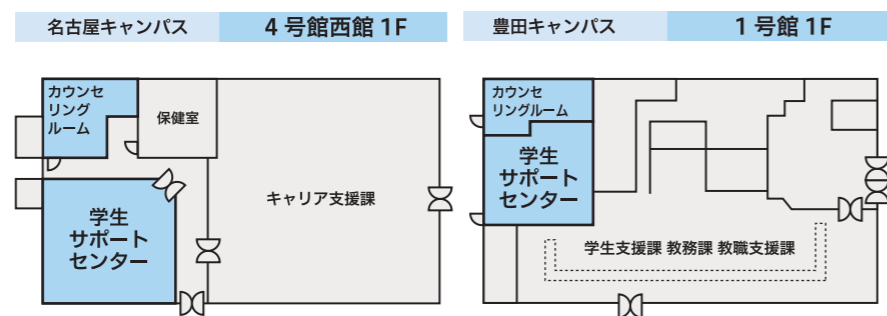 名古屋キャンパス
4 号館西館 1F
豊田キャンパス
1 号館 1F
カウンセ
リング
ルーム
保健室
キャリア支援課
学生
サポート
センター
カウンセ
リングルーム
学生
サポート
センター
学生支援課 教務課 教職支援課